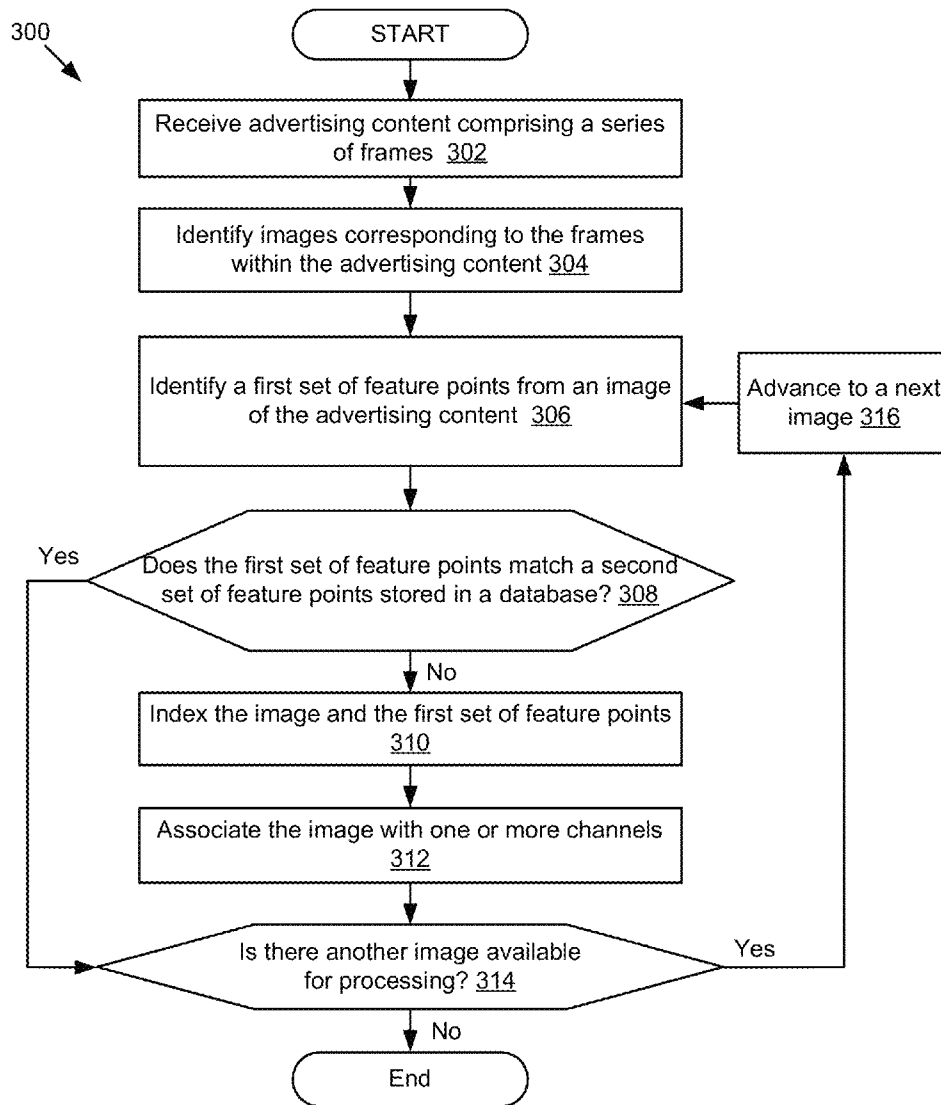 300
START
Receive advertising content comprising a series
of frames 302
Identify images corresponding to the frames
within the advertising content 304
Identify a first set of feature points from an image
of the advertising content 306
Advance to a next
image 316
Yes
Does the first set of feature points match a second
set of feature points stored in a database? 308
No
Index the image and the first set of feature points
310
Associate the image with one or more channels
312
Is there another image available
for processing? 314
Yes
No
End